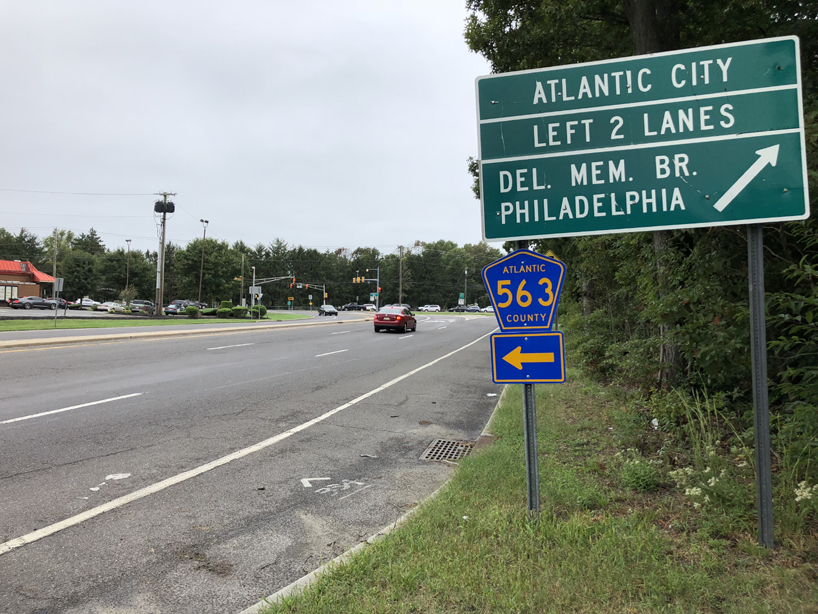 ATLANTIC CITY
LEFT 2 LANES
DEL. MEM. BR.
PHILADELPHIA
ATLANTIC
563
COUNTY